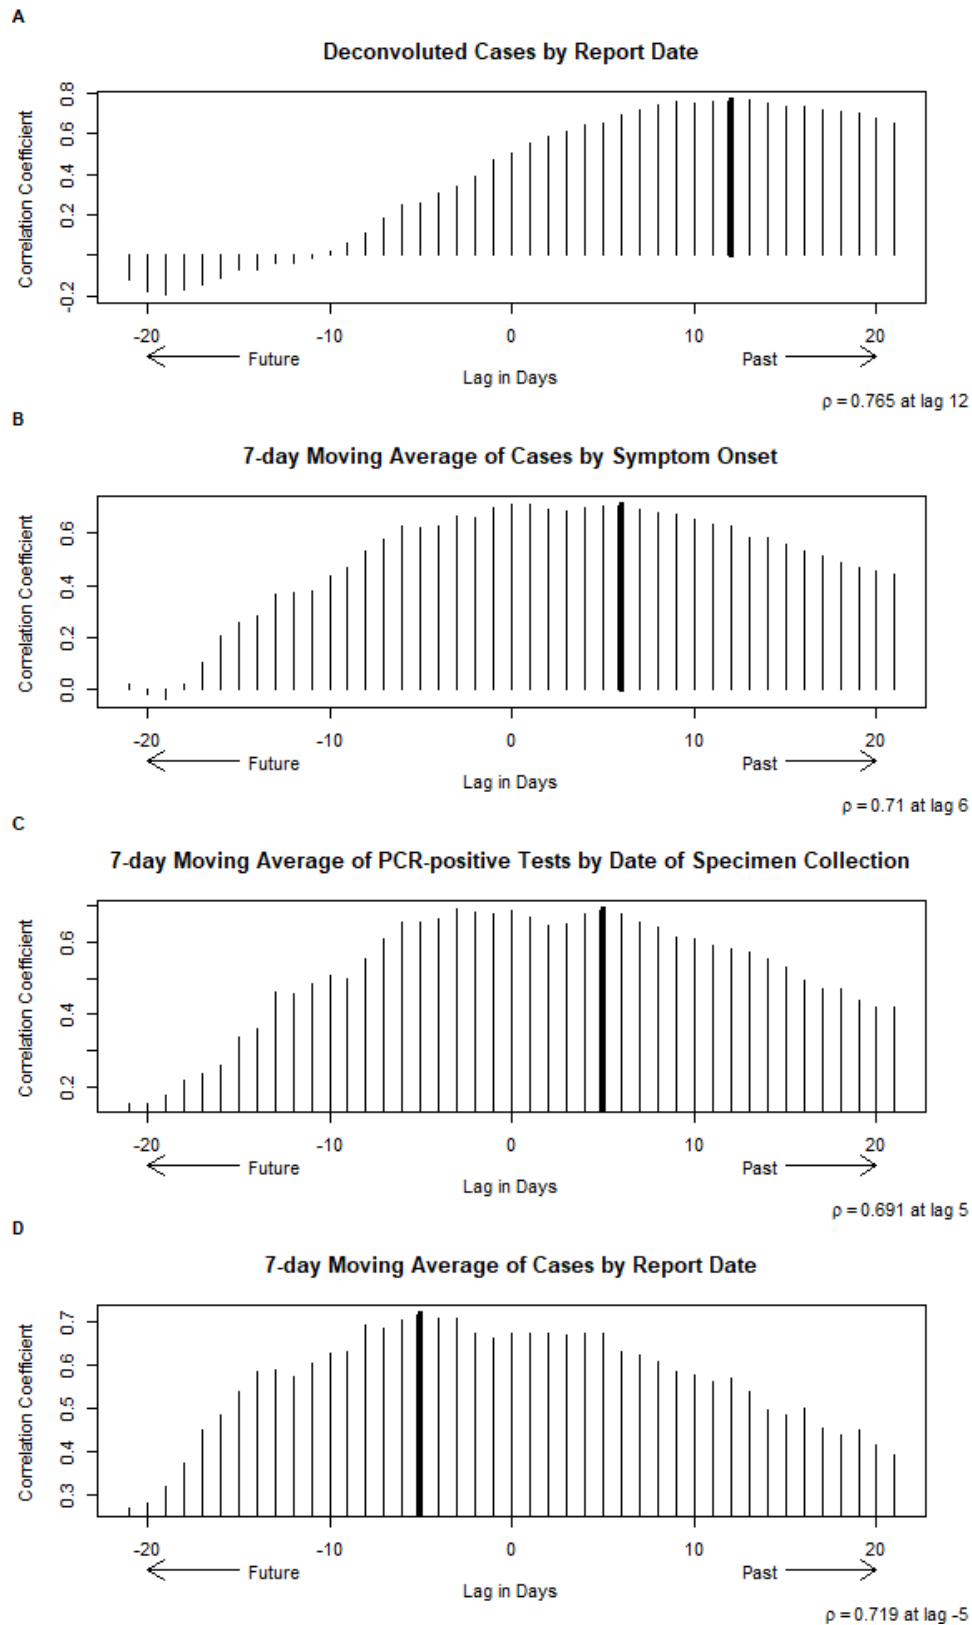 A
Deconvoluted Cases by Report Date
Correlation Coefficient
0.8
0.6
0.4
0.2
-0.2
-20 -10 0 10 20
Future Past
Lag in Days
ρ = 0.765 at lag 12
B
7-day Moving Average of Cases by Symptom Onset
Correlation Coefficient
0.6
0.4
0.2
0.0
-20 -10 0 10 20
Future Past
Lag in Days
ρ = 0.71 at lag 6
C
7-day Moving Average of PCR-positive Tests by Date of Specimen Collection
Correlation Coefficient
0.6
0.4
0.2
-20 -10 0 10 20
Future Past
Lag in Days
ρ = 0.691 at lag 5
D
7-day Moving Average of Cases by Report Date
Correlation Coefficient
0.7
0.6
0.5
0.4
0.3
-20 -10 0 10 20
Future Past
Lag in Days
ρ = 0.719 at lag -5